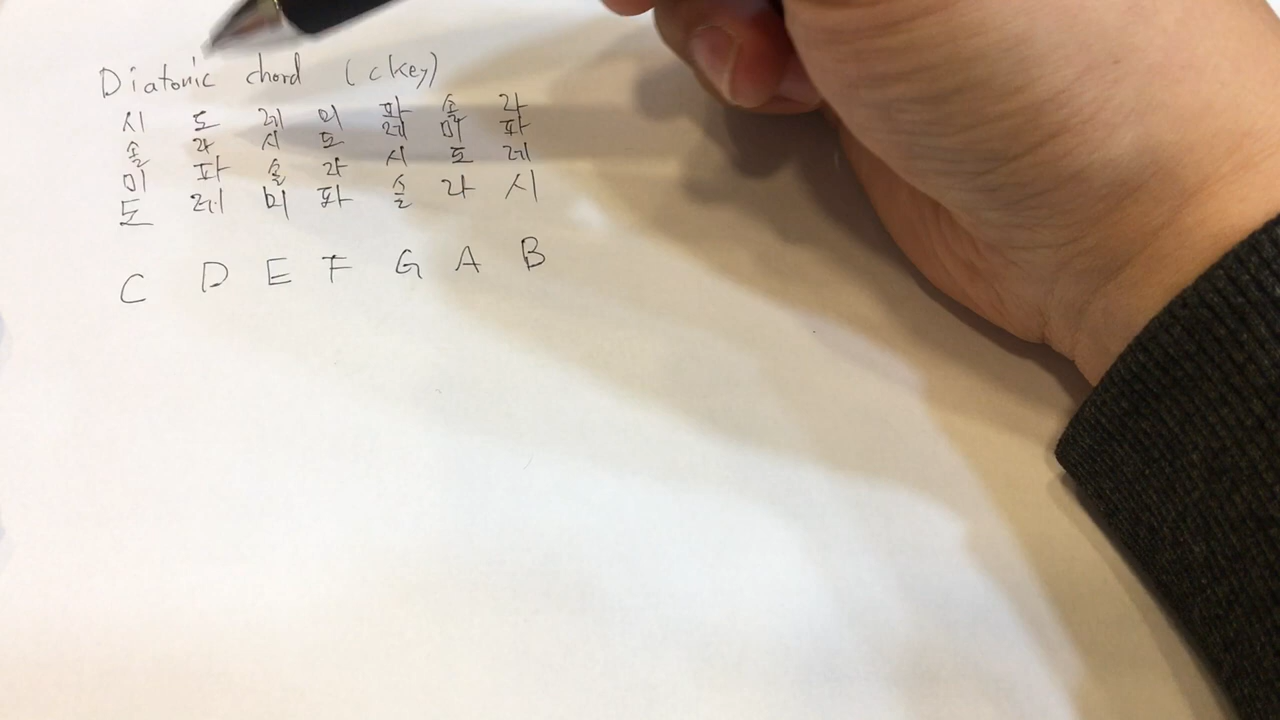 Diatonic chord (cKey)
시 도 레 미 파 솔 라
솔 라 시 도 레 미 파
미 파 솔 라 시 도 레
도 레 미 파 솔 라 시
C D E F G A B